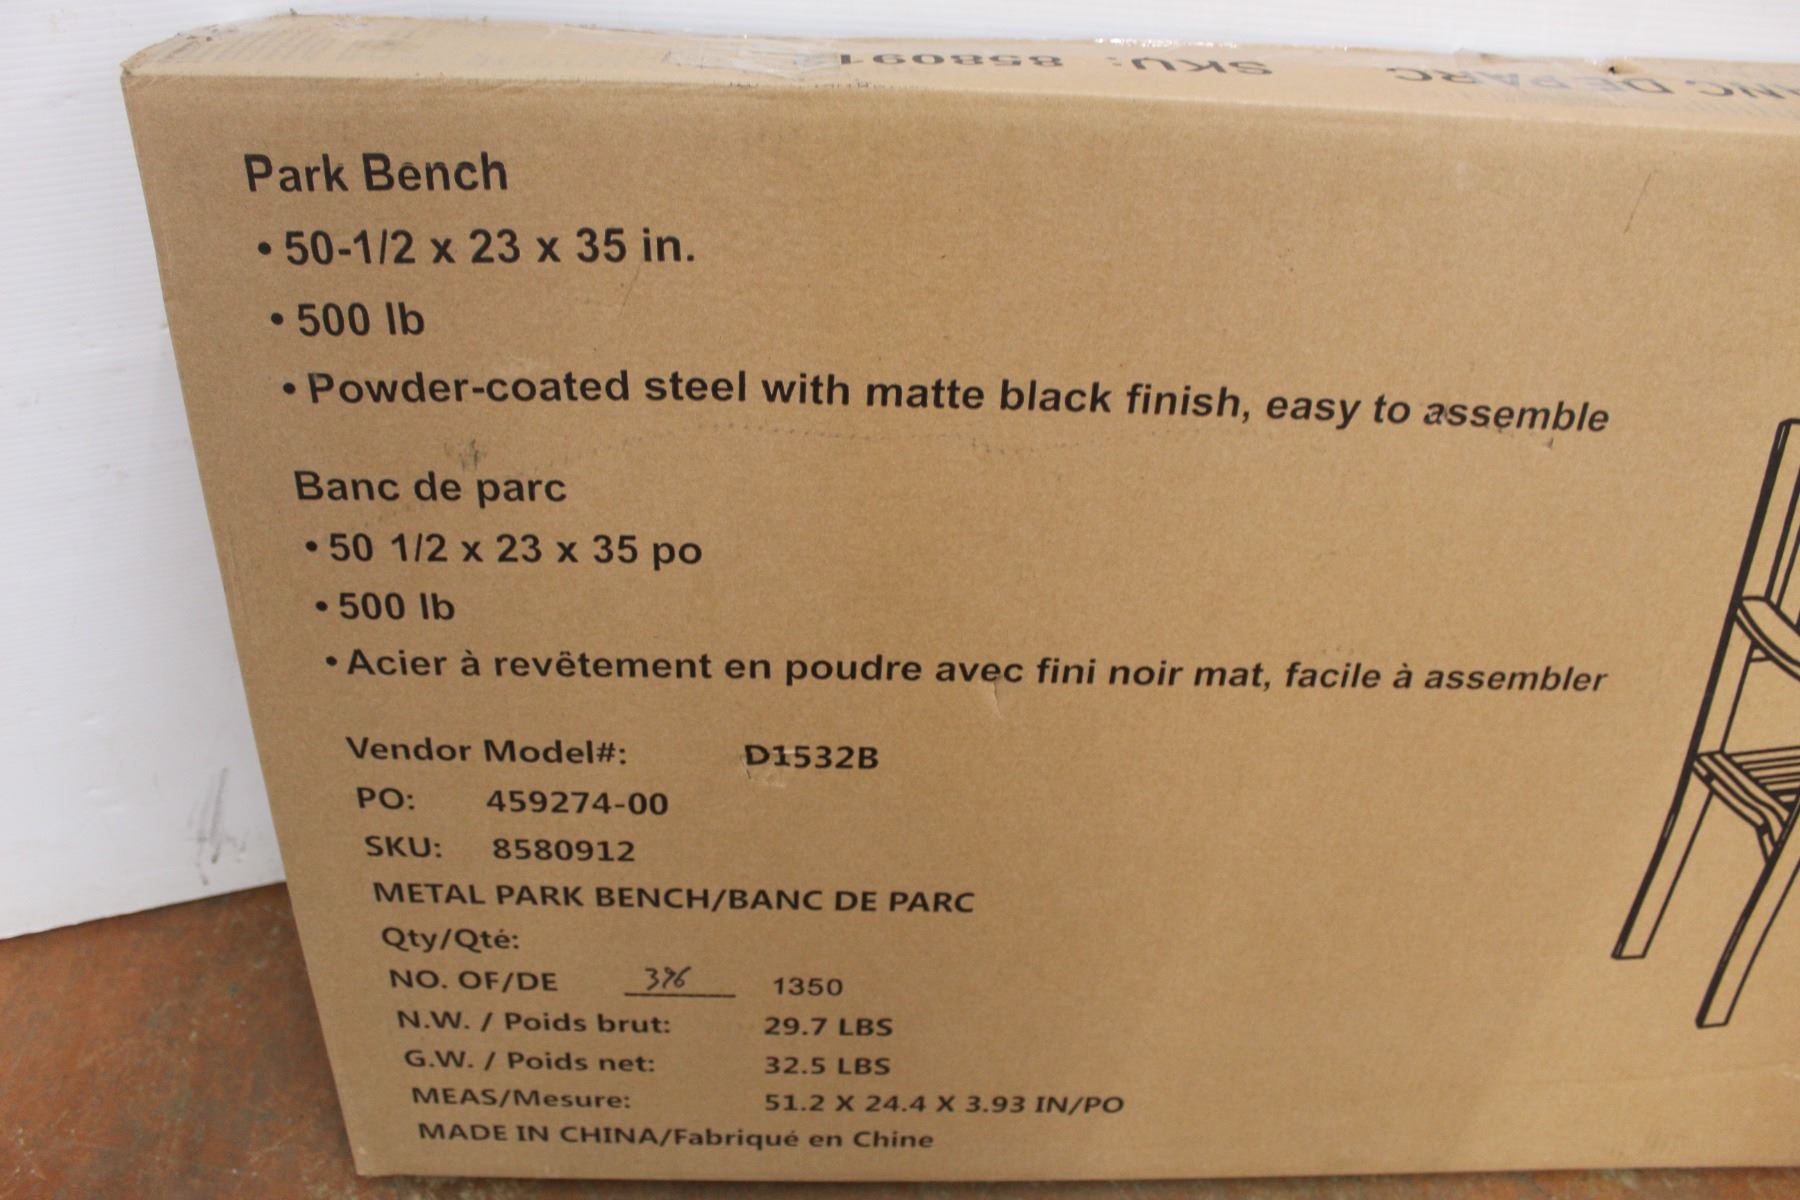 SKU: 858091
Park Bench
• 50-1/2 x 23 x 35 in.
• 500 lb
• Powder-coated steel with matte black finish, easy to assemble
Banc de parc
• 50 1/2 x 23 x 35 po
• 500 lb
• Acier à revêtement en poudre avec fini noir mat, facile à assembler
Vendor Model#: D1532B
PO: 459274-00
SKU: 8580912
METAL PARK BENCH/BANC DE PARC
Qty/Qté:
NO. OF/DE 396 1350
N.W. / Poids brut: 29.7 LBS
G.W. / Poids net: 32.5 LBS
MEAS/Mesure: 51.2 X 24.4 X 3.93 IN/PO
MADE IN CHINA/Fabriqué en Chine